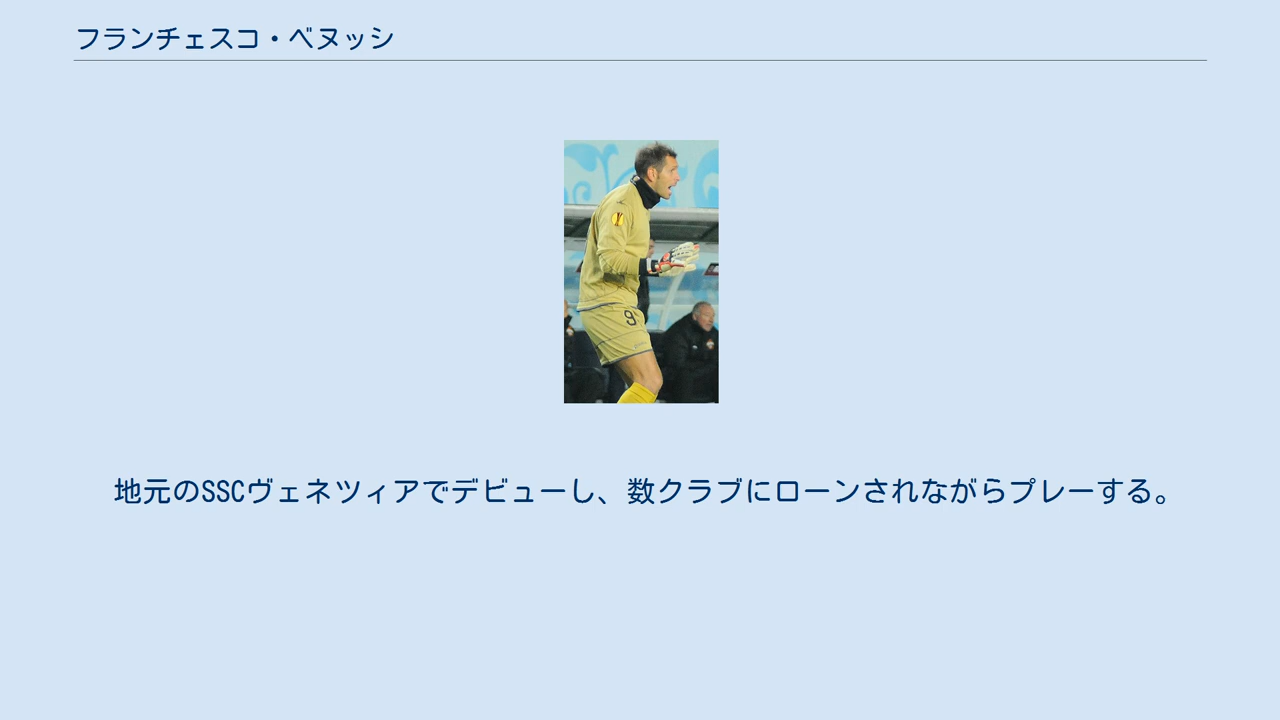 フランチェスコ・ベヌッシ
9
地元のSSCヴェネツィアでデビューし、数クラブにローンされながらプレーする。